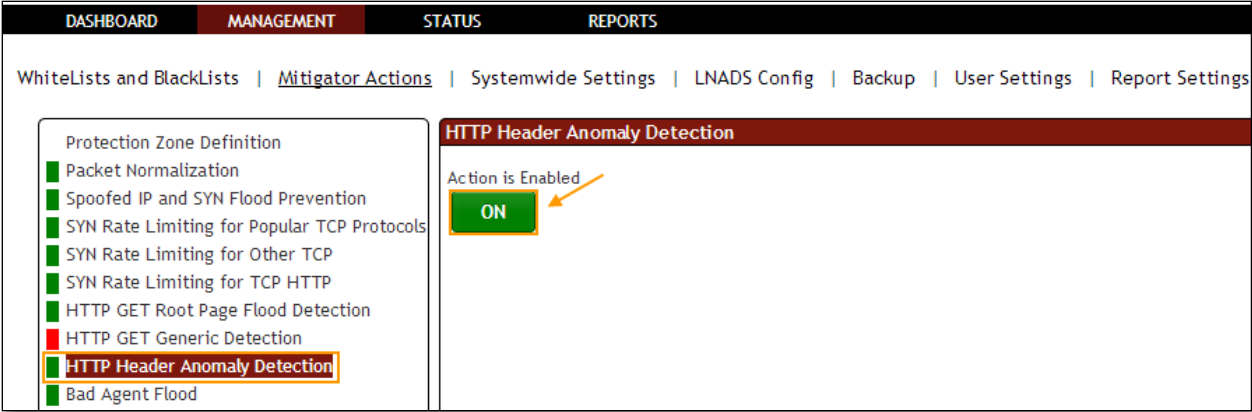 DASHBOARD MANAGEMENT STATUS REPORTS
WhiteLists and BlackLists | Mitigator Actions | Systemwide Settings | LNADS Config | Backup | User Settings | Report Settings
Protection Zone Definition
Packet Normalization
Spoofed IP and SYN Flood Prevention
SYN Rate Limiting for Popular TCP Protocols
SYN Rate Limiting for Other TCP
SYN Rate Limiting for TCP HTTP
HTTP GET Root Page Flood Detection
HTTP GET Generic Detection
HTTP Header Anomaly Detection
Bad Agent Flood
HTTP Header Anomaly Detection
Action is Enabled
ON